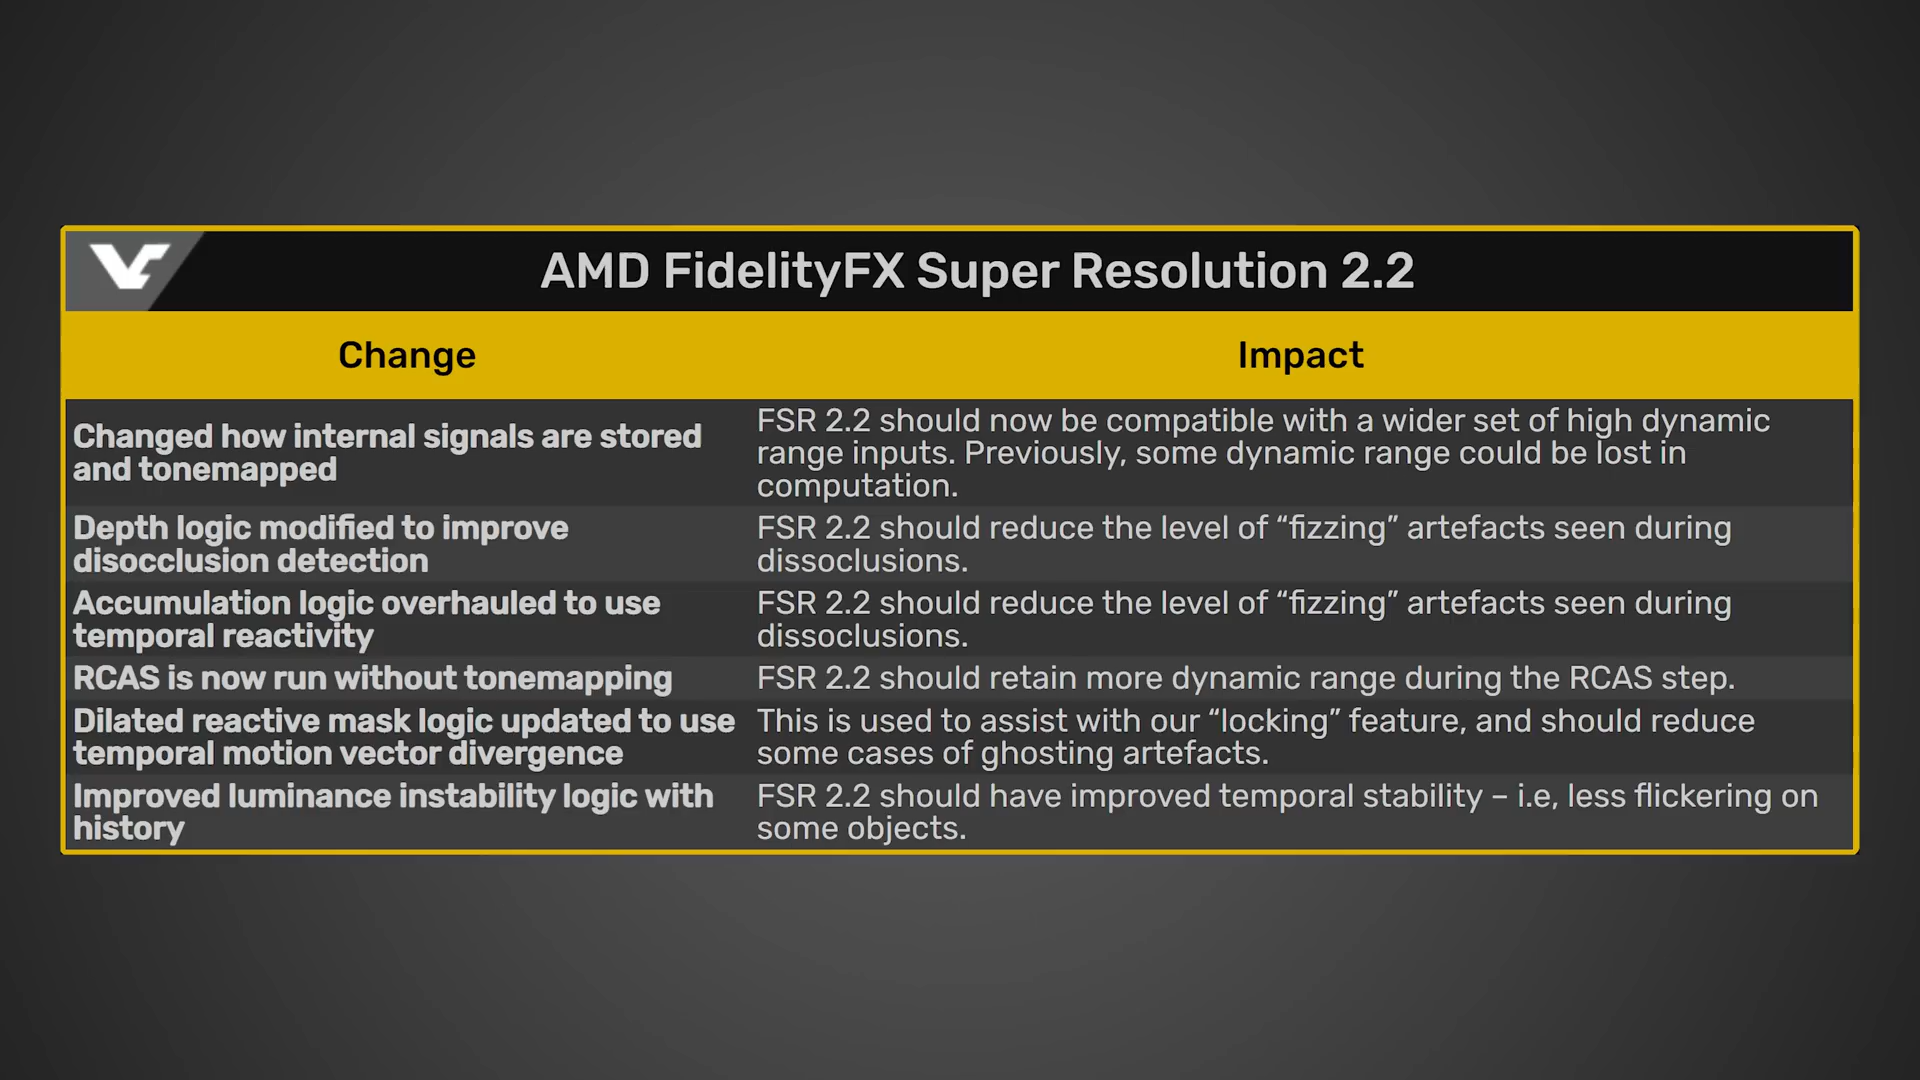 AMD FidelityFX Super Resolution 2.2
Change
Impact
Changed how internal signals are stored
and tonemapped
FSR 2.2 should now be compatible with a wider set of high dynamic
range inputs. Previously, some dynamic range could be lost in
computation.
Depth logic modified to improve
disocclusion detection
FSR 2.2 should reduce the level of “fizzing” artefacts seen during
dissoclusions.
Accumulation logic overhauled to use
temporal reactivity
FSR 2.2 should reduce the level of “fizzing” artefacts seen during
dissoclusions.
RCAS is now run without tonemapping
FSR 2.2 should retain more dynamic range during the RCAS step.
Dilated reactive mask logic updated to use
temporal motion vector divergence
This is used to assist with our “locking” feature, and should reduce
some cases of ghosting artefacts.
Improved luminance instability logic with
history
FSR 2.2 should have improved temporal stability – i.e, less flickering on
some objects.